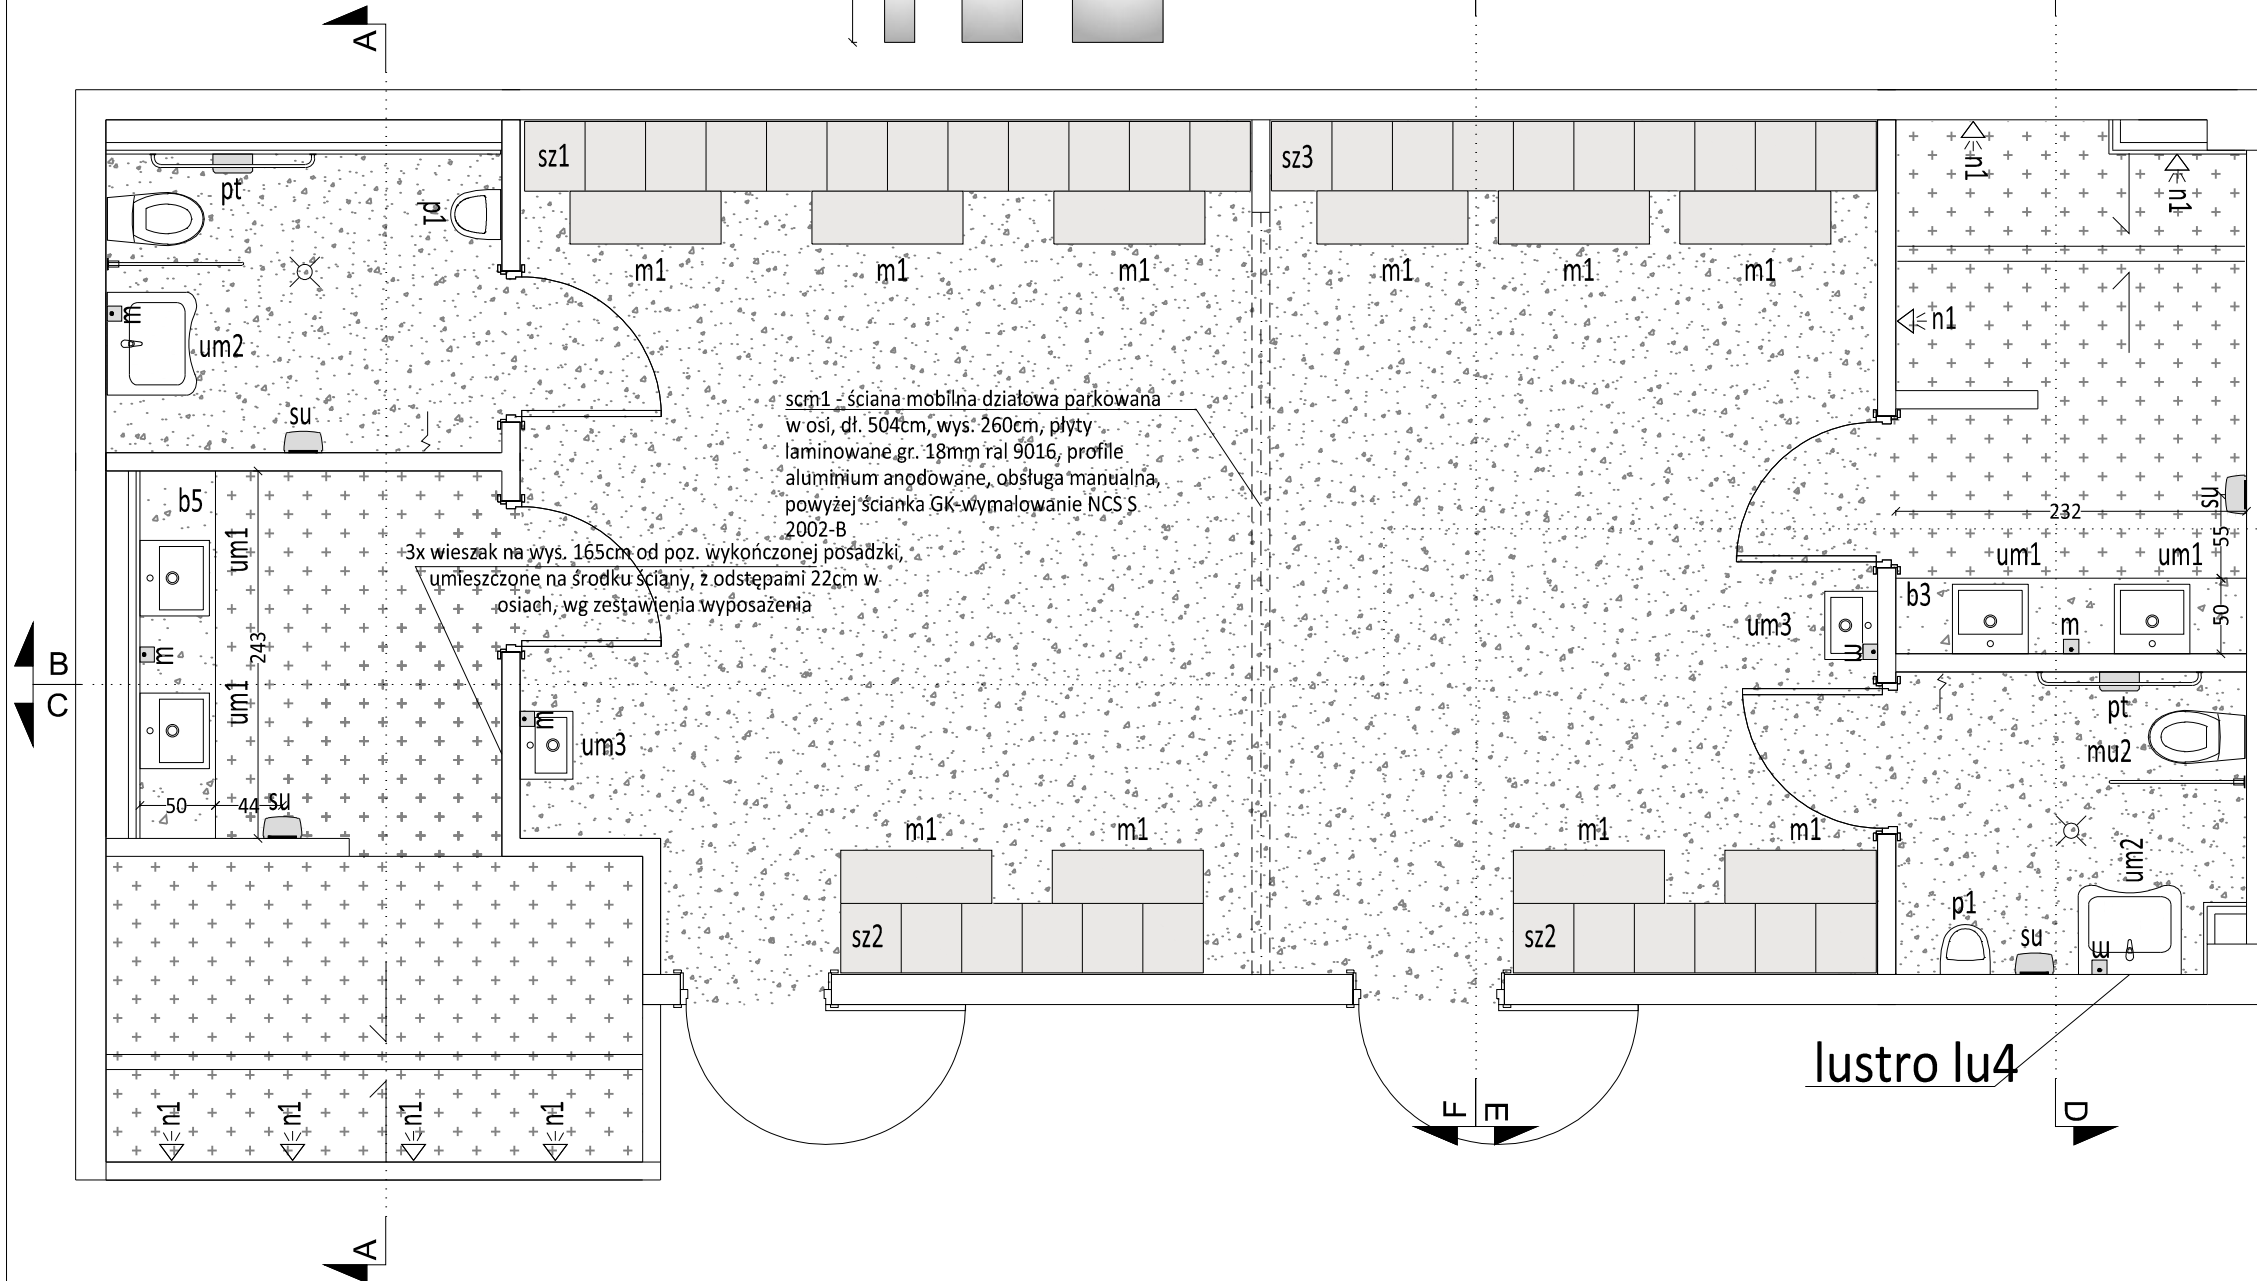 A
sz1
sz3
pt
p1
n1
n1
m1
m1
m1
m1
m1
m1
m
um2
n1
su
scm1 - ściana mobilna działowa parkowana
w osi, dł. 504cm, wys. 260cm, płyty
laminowane gr. 18mm ral 9016, profile
aluminium anodowane, obsługa manualna,
powyżej ścianka GK-wymalowanie NCS S
2002-B
b5
um1
su
232
55
3x wieszak na wys. 165cm od poz. wykończonej posadzki,
umieszczone na środku ściany, z odstępami 22cm w
osiach, wg zestawienia wyposażenia
um1
um1
b3
50
um3
m
m
243
m
B
C
um1
m
um3
pt
mu2
50
44
su
m1
m1
m1
m1
um2
sz2
sz2
p1
su
m
lustro lu4
n1
n1
n1
n1
F
E
D
A